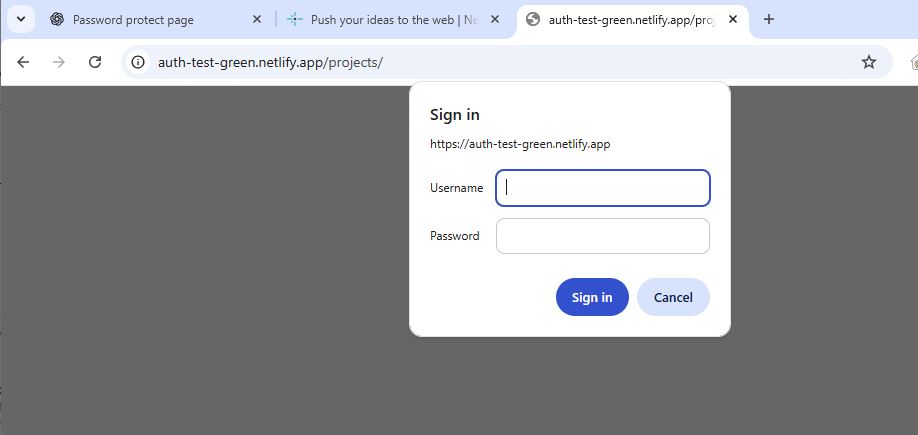 Password protect page
Push your ideas to the web | Ne
auth-test-green.netlify.app/proj
auth-test-green.netlify.app/projects/
Sign in
https://auth-test-green.netlify.app
Username
Password
Sign in
Cancel